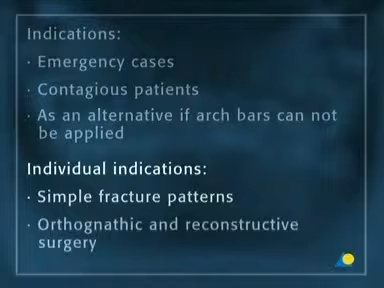 Indications:
· Emergency cases
· Contagious patients
· As an alternative if arch bars can not
be applied
Individual indications:
· Simple fracture patterns
· Orthognathic and reconstructive
surgery